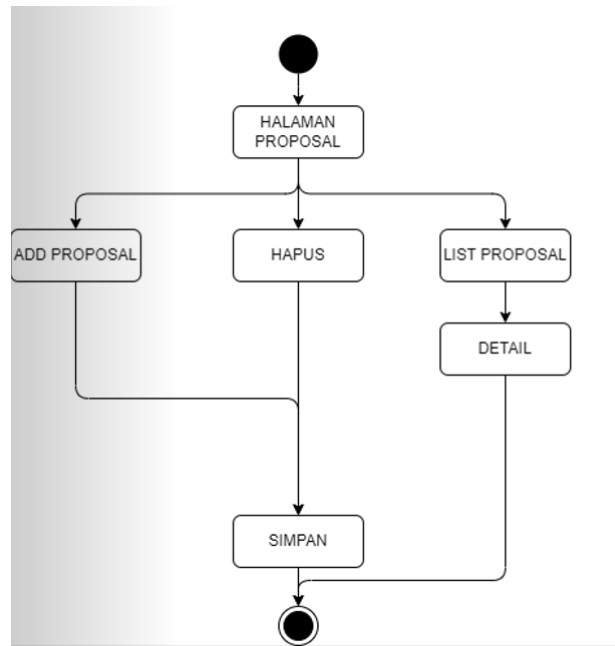 HALAMAN
PROPOSAL
ADD PROPOSAL
HAPUS
LIST PROPOSAL
DETAIL
SIMPAN